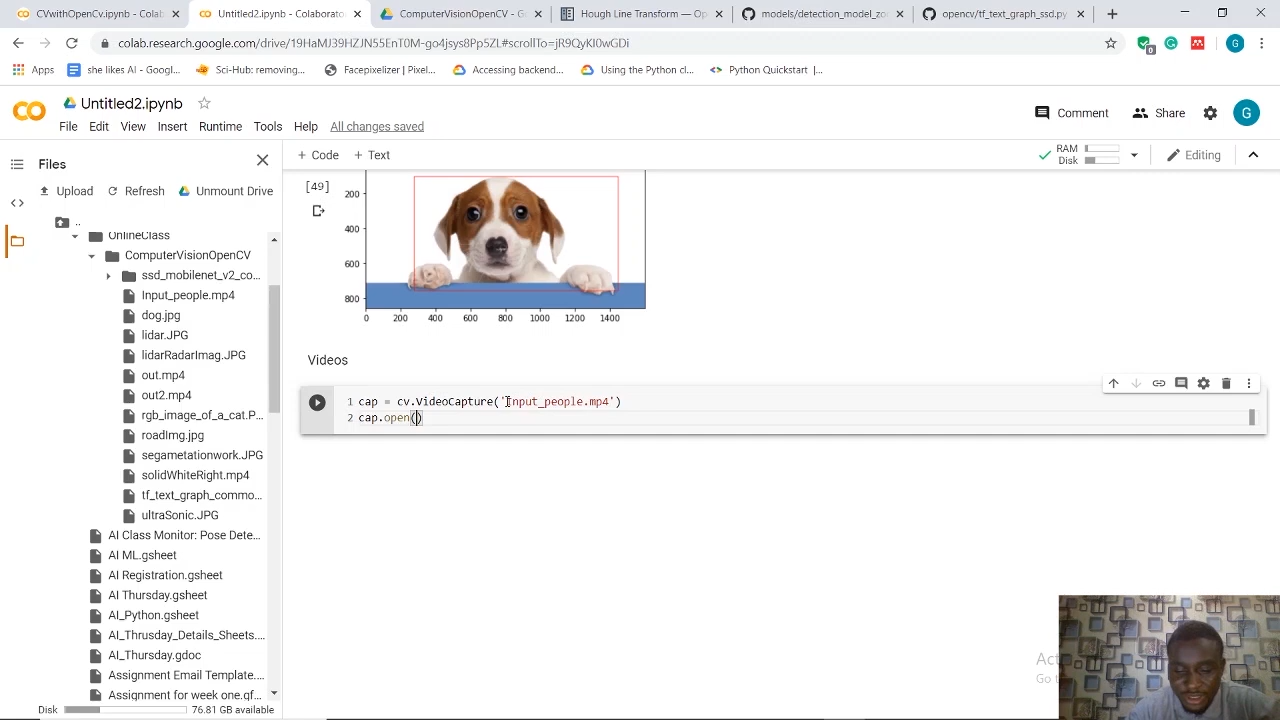 CVwithOpenCV.ipynb - Colab
Untitled2.ipynb - Colaborator
ComputerVisionOpenCV - Go
Hough Line Transform — Op
models/detection_model_zoo
opencv/tf_text_graph_ssd.py
colab.research.google.com/drive/19HaMJ39HZJN55EnT0M-go4jsys8Pp5ZL#scrollTo=jR9QyKI0wGDi
Apps
she likes AI - Googl...
Sci-Hub: removing...
Facepixelizer | Pixel...
Accessing backend...
Using the Python cl...
Python Quickstart |...
CO
Untitled2.ipynb
Comment
Share
G
File Edit View Insert Runtime Tools Help All changes saved
Files
+ Code + Text
RAM
Disk
Editing
Upload Refresh Unmount Drive
..
OnlineClass
ComputerVisionOpenCV
ssd_mobilenet_v2_co...
Input_people.mp4
dog.jpg
lidar.JPG
lidarRadarImag.JPG
out.mp4
out2.mp4
rgb_image_of_a_cat.P...
roadImg.jpg
segametationwork.JPG
solidWhiteRight.mp4
tf_text_graph_commo...
ultraSonic.JPG
AI Class Monitor: Pose Dete...
AI ML.gsheet
AI Registration.gsheet
AI Thursday.gsheet
AI_Python.gsheet
AI_Thrusday_Details_Sheets....
AI_Thursday.gdoc
Assignment Email Template....
Assignment for week one.gf...
Disk 76.81 GB available
[49]
200
400
600
800
0 200 400 600 800 1000 1200 1400
Videos
1 cap = cv.VideoCapture('Input_people.mp4')
2 cap.open()